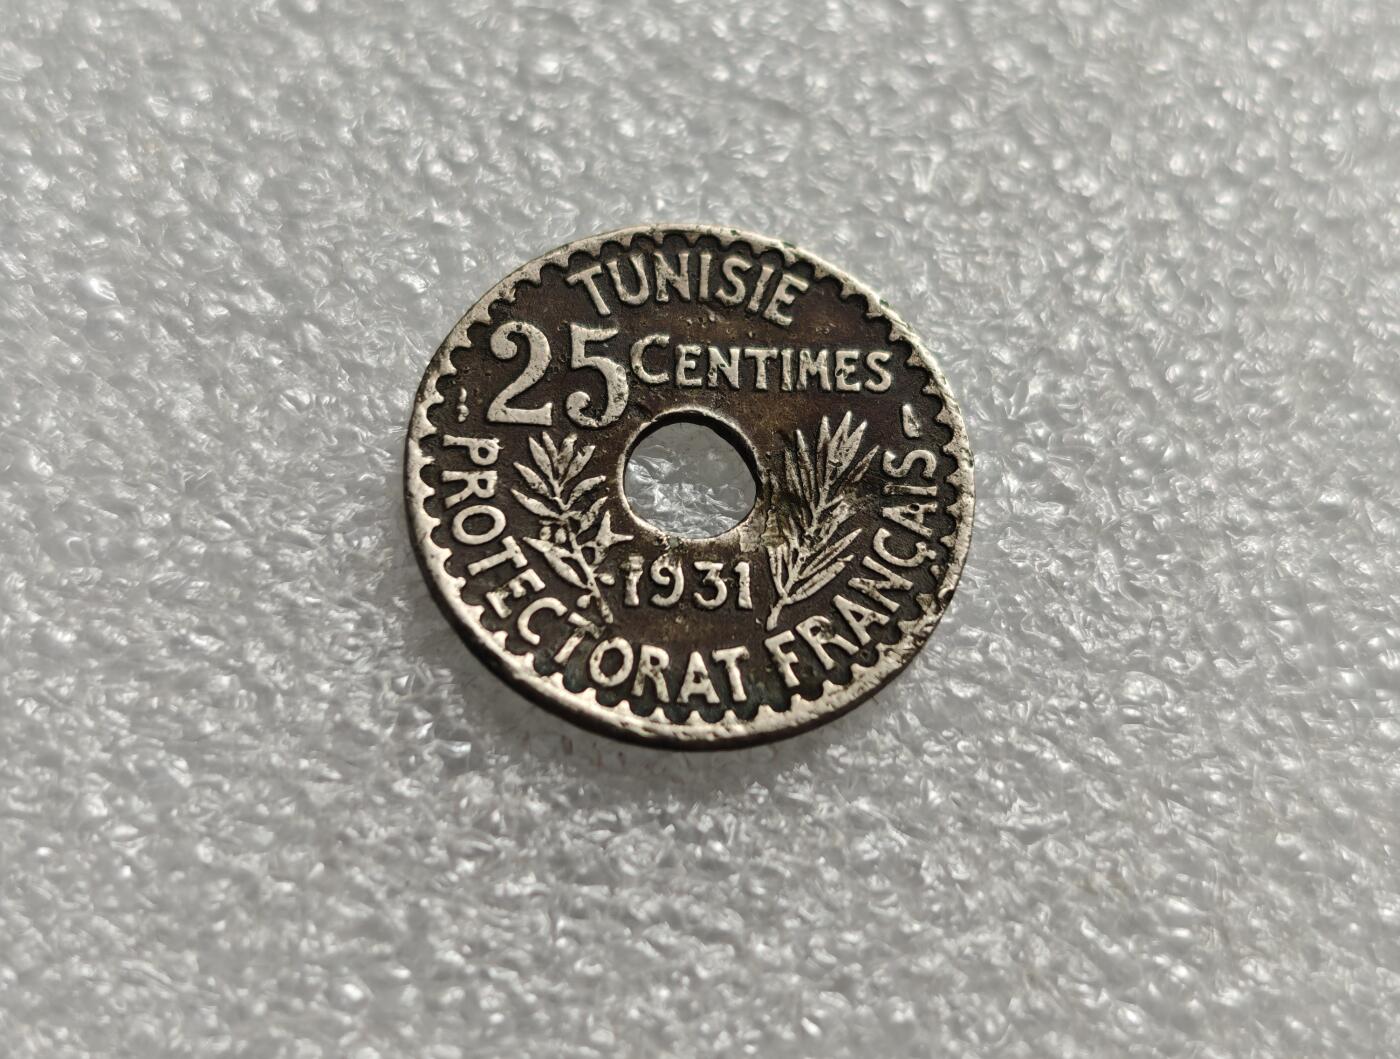 TUNISIE
25 CENTIMES
1931
PROTECTORAT FRANÇAIS